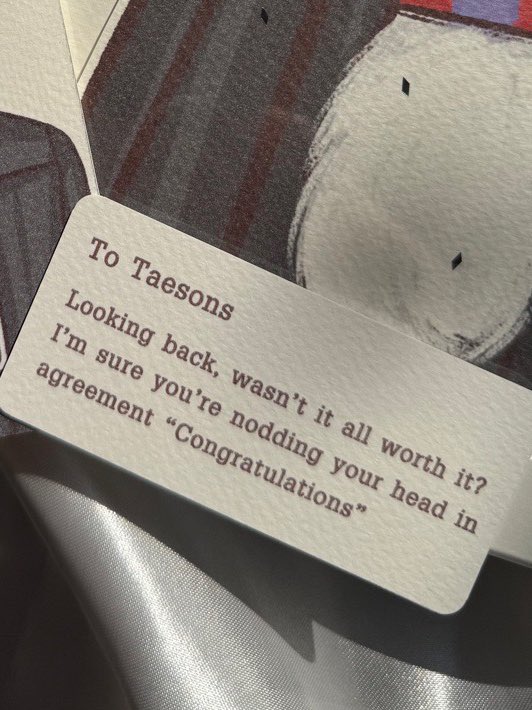 To Taesons
Looking back, wasn’t it all worth it?
I’m sure you’re nodding your head in
agreement “Congratulations”